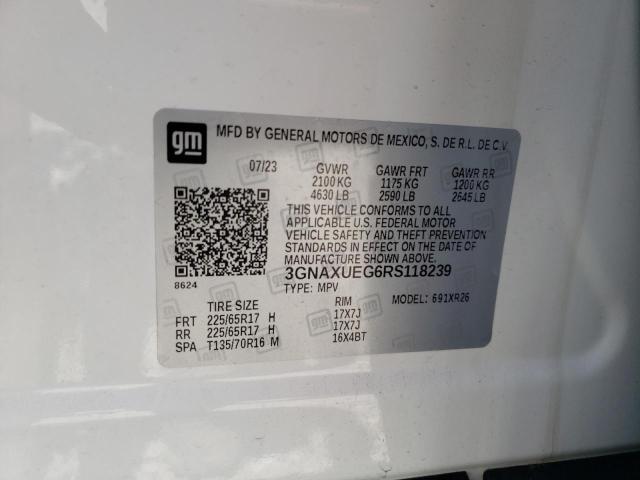 gm MFD BY GENERAL MOTORS DE MEXICO, S. DE R.L. DE C.V.
07/23 GVWR GAWR FRT GAWR RR
2100 KG 1175 KG 1200 KG
4630 LB 2590 LB 2645 LB
THIS VEHICLE CONFORMS TO ALL
APPLICABLE U.S. FEDERAL MOTOR
VEHICLE SAFETY AND THEFT PREVENTION
STANDARDS IN EFFECT ON THE DATE OF
MANUFACTURE SHOWN ABOVE.
8624 3GNAXUEG6RS118239
TYPE: MPV MODEL: 691XR26
TIRE SIZE RIM
FRT 225/65R17 H 17X7J
RR 225/65R17 H 17X7J
SPA T135/70R16 M 16X4BT